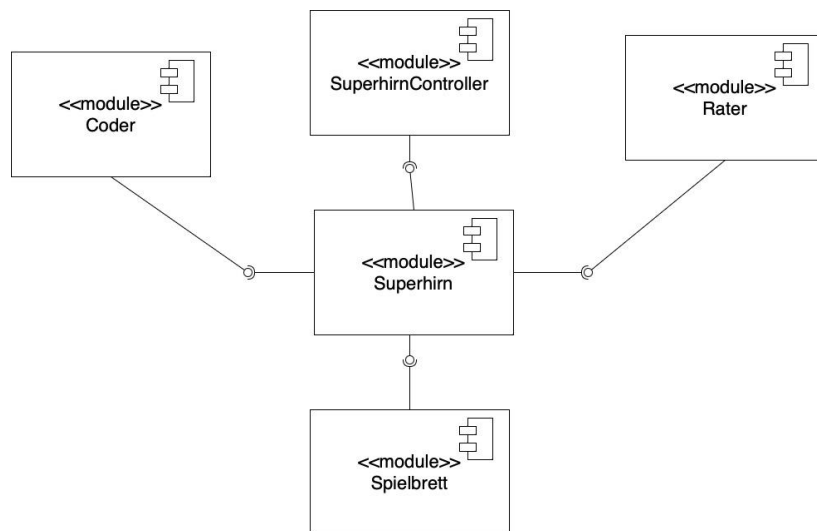 <<module>>
Coder
<<module>>
SuperhirnController
<<module>>
Rater
<<module>>
Superhirn
<<module>>
Spielbrett